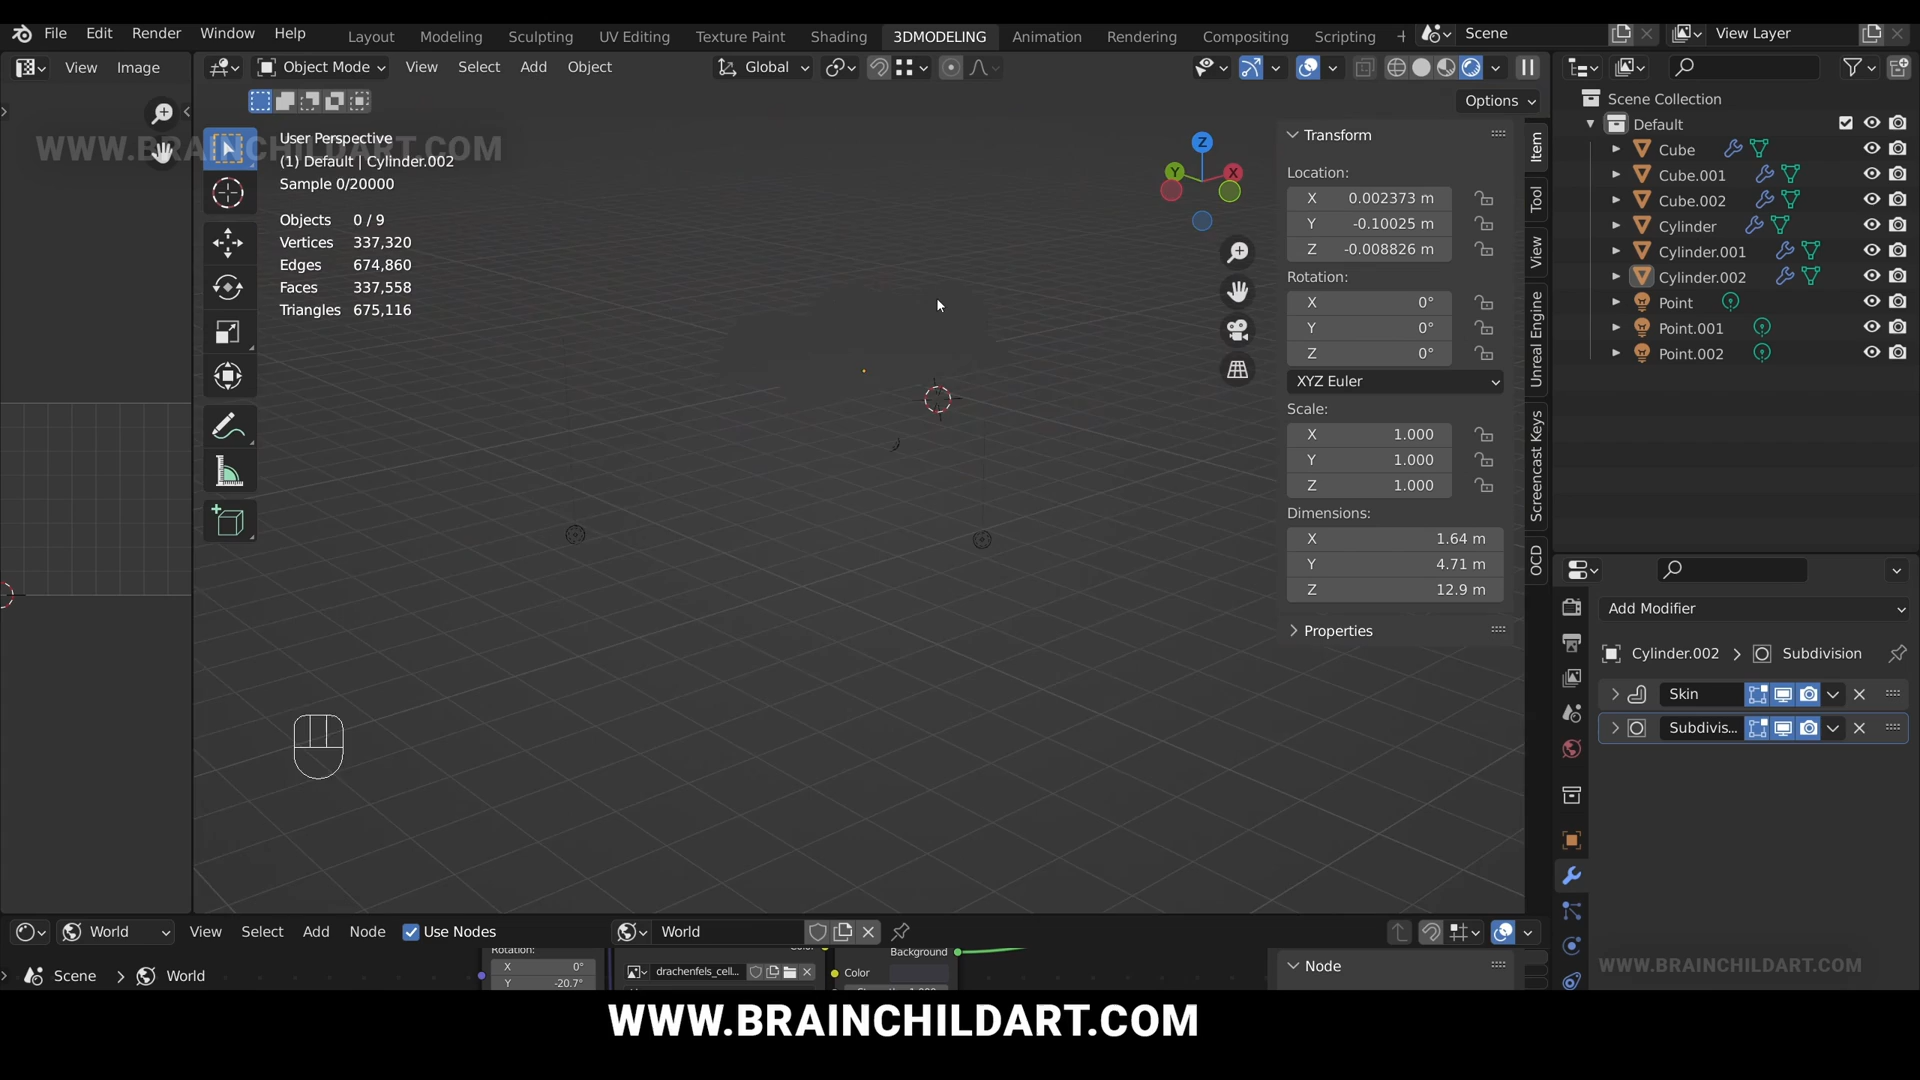 File Edit Render Window Help
Layout Modeling Sculpting UV Editing Texture Paint Shading 3DMODELING Animation Rendering Compositing Scripting +
Scene
View Layer
View Image
Object Mode View Select Add Object
Global
Options
WWW.BRAINCHILDART.COM
User Perspective
(1) Default | Cylinder.002
Sample 0/20000
Objects 0 / 9
Vertices 337,320
Edges 674,860
Faces 337,558
Triangles 675,116
Z
Y
X
Transform
Location:
X 0.002373 m
Y -0.10025 m
Z -0.008826 m
Rotation:
X 0°
Y 0°
Z 0°
XYZ Euler
Scale:
X 1.000
Y 1.000
Z 1.000
Dimensions:
X 1.64 m
Y 4.71 m
Z 12.9 m
Properties
Item
Tool
View
Unreal Engine
Screencast Keys
OCD
Scene Collection
Default
Cube
Cube.001
Cube.002
Cylinder
Cylinder.001
Cylinder.002
Point
Point.001
Point.002
Add Modifier
Cylinder.002 > Subdivision
Skin
Subdivis...
World View Select Add Node Use Nodes
World
Scene > World
Rotation:
X 0°
Y -20.7°
drachenfels_cell...
Background
Color
Node
WWW.BRAINCHILDART.COM
WWW.BRAINCHILDART.COM